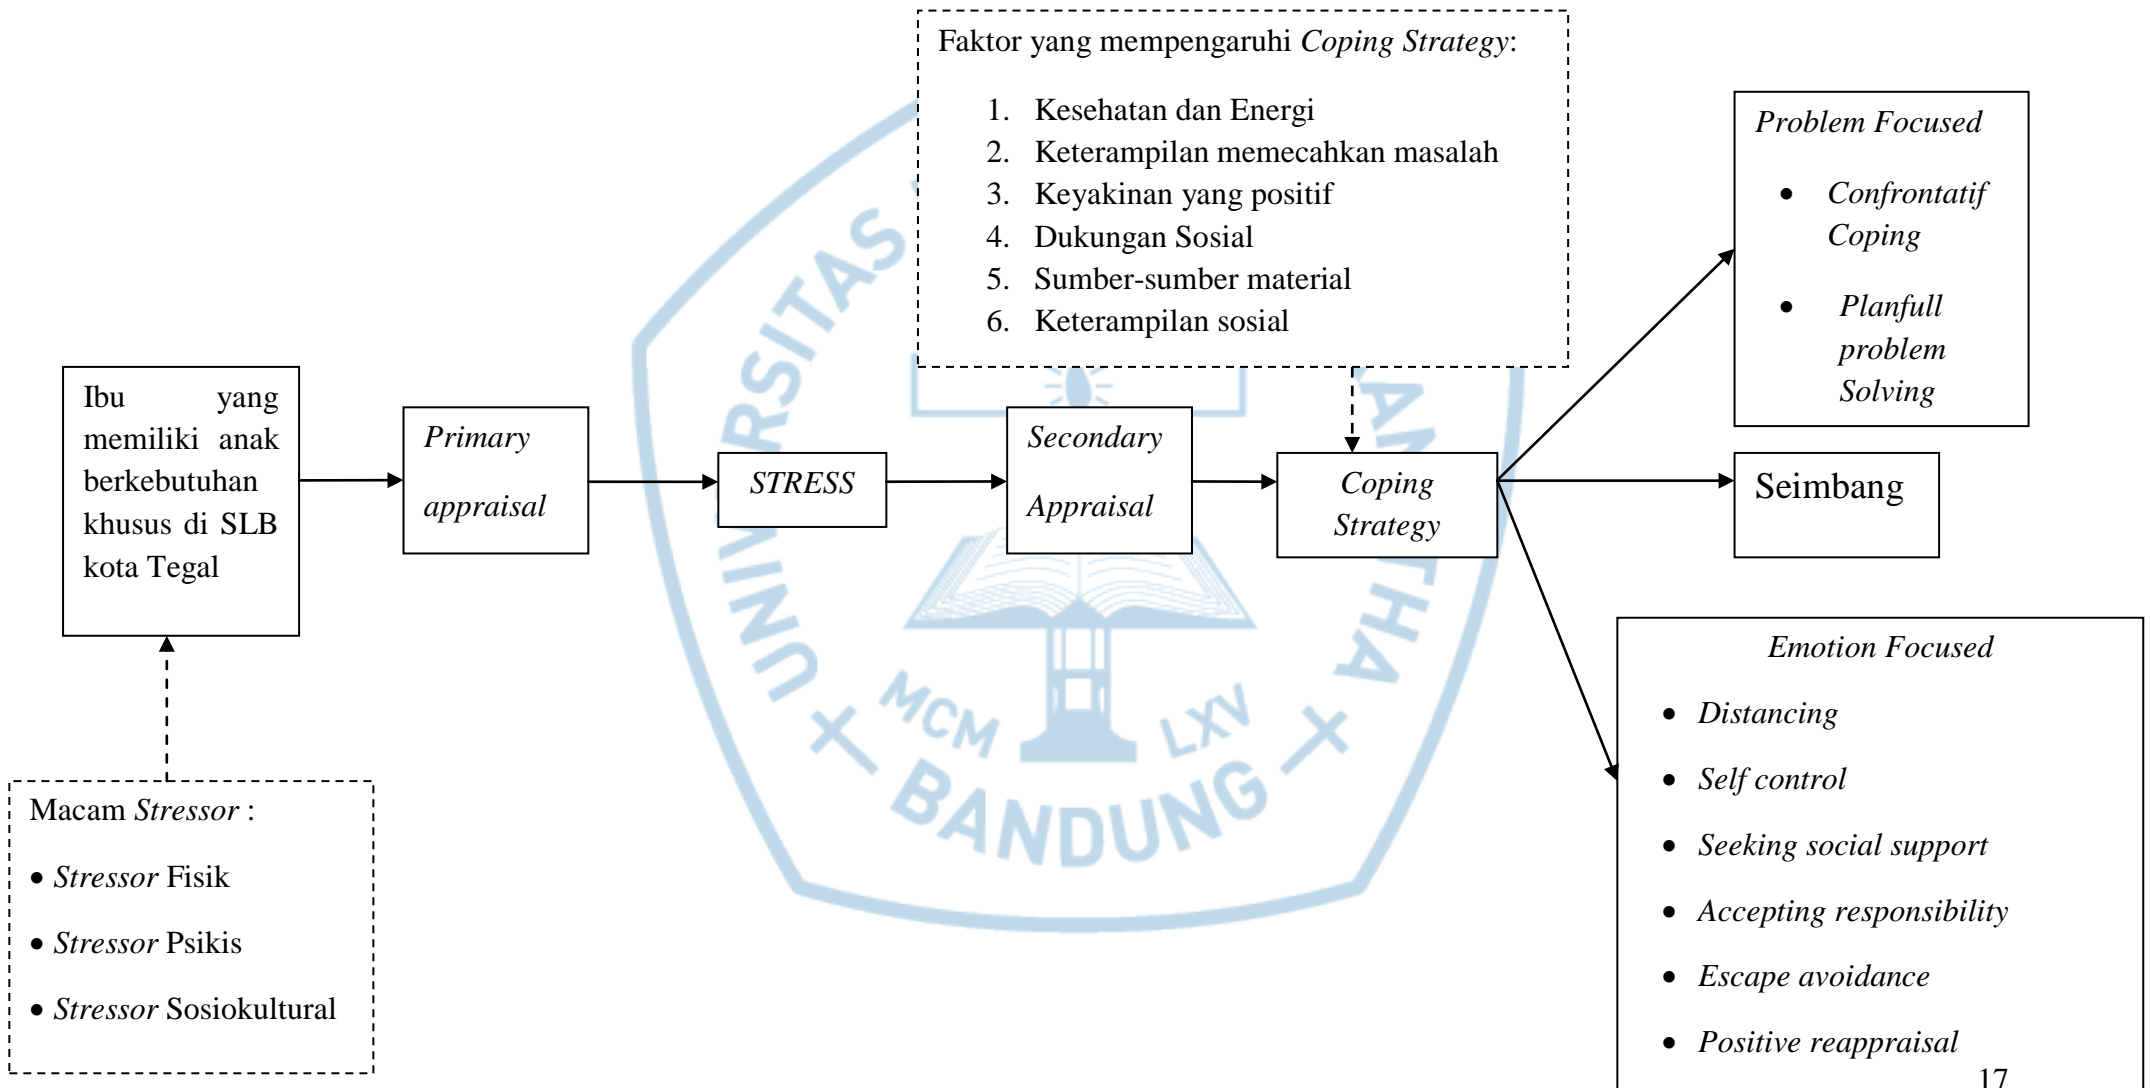 Faktor yang mempengaruhi Coping Strategy:
1. Kesehatan dan Energi
2. Keterampilan memecahkan masalah
3. Keyakinan yang positif
4. Dukungan Sosial
5. Sumber-sumber material
6. Keterampilan sosial
Ibu yang
memiliki anak
berkebutuhan
khusus di SLB
kota Tegal
Primary
appraisal
STRESS
Secondary
Appraisal
Coping
Strategy
Problem Focused
• Confrontatif
Coping
• Planfull
problem
Solving
Seimbang
Emotion Focused
• Distancing
• Self control
• Seeking social support
• Accepting responsibility
• Escape avoidance
• Positive reappraisal
Macam Stressor :
• Stressor Fisik
• Stressor Psikis
• Stressor Sosiokultural
MCM LXV
BANDUNG
17